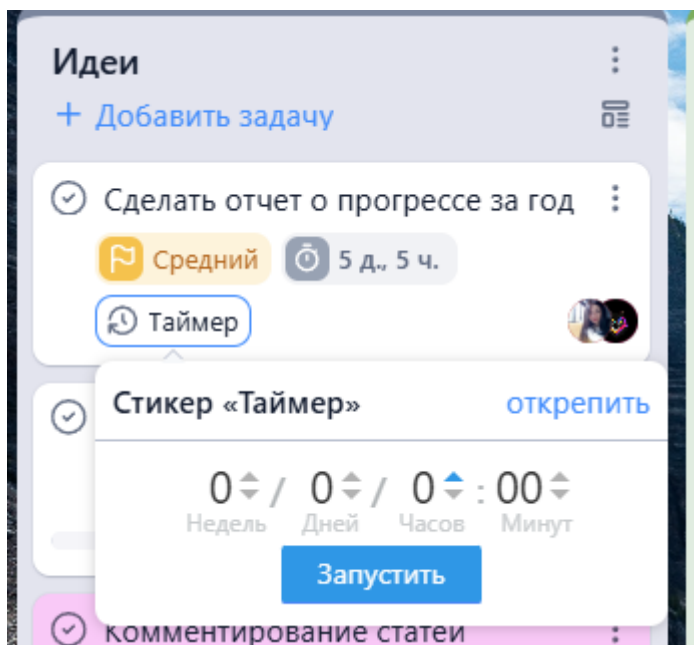 Идеи
+ Добавить задачу
Сделать отчет о прогрессе за год
Средний 5 д., 5 ч.
Таймер
Стикер «Таймер» открепить
0 / 0 / 0 : 00
Недель Дней Часов Минут
Запустить
Комментирование статей